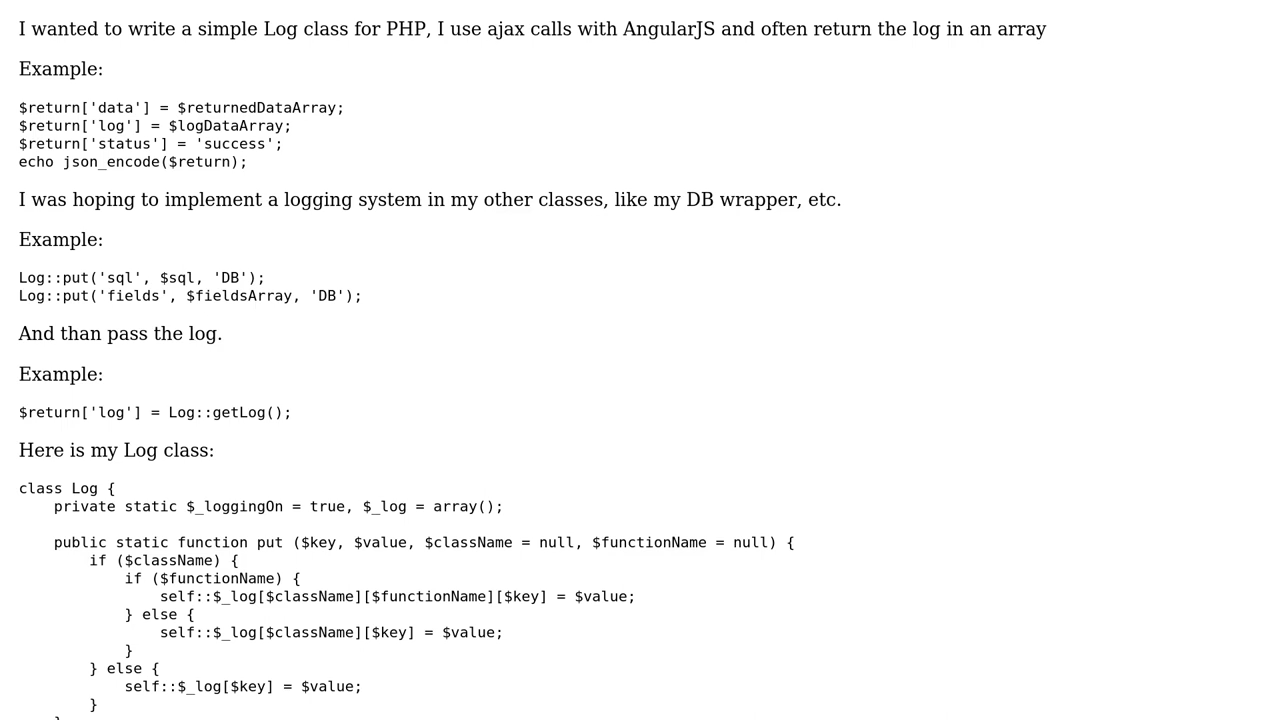 I wanted to write a simple Log class for PHP, I use ajax calls with AngularJS and often return the log in an array
Example:
$return['data'] = $returnedDataArray;
$return['log'] = $logDataArray;
$return['status'] = 'success';
echo json_encode($return);
I was hoping to implement a logging system in my other classes, like my DB wrapper, etc.
Example:
Log::put('sql', $sql, 'DB');
Log::put('fields', $fieldsArray, 'DB');
And than pass the log.
Example:
$return['log'] = Log::getLog();
Here is my Log class:
class Log {
    private static $_loggingOn = true, $_log = array();
    public static function put ($key, $value, $className = null, $functionName = null) {
        if ($className) {
            if ($functionName) {
                self::$_log[$className][$functionName][$key] = $value;
            } else {
                self::$_log[$className][$key] = $value;
            }
        } else {
            self::$_log[$key] = $value;
        }
    }